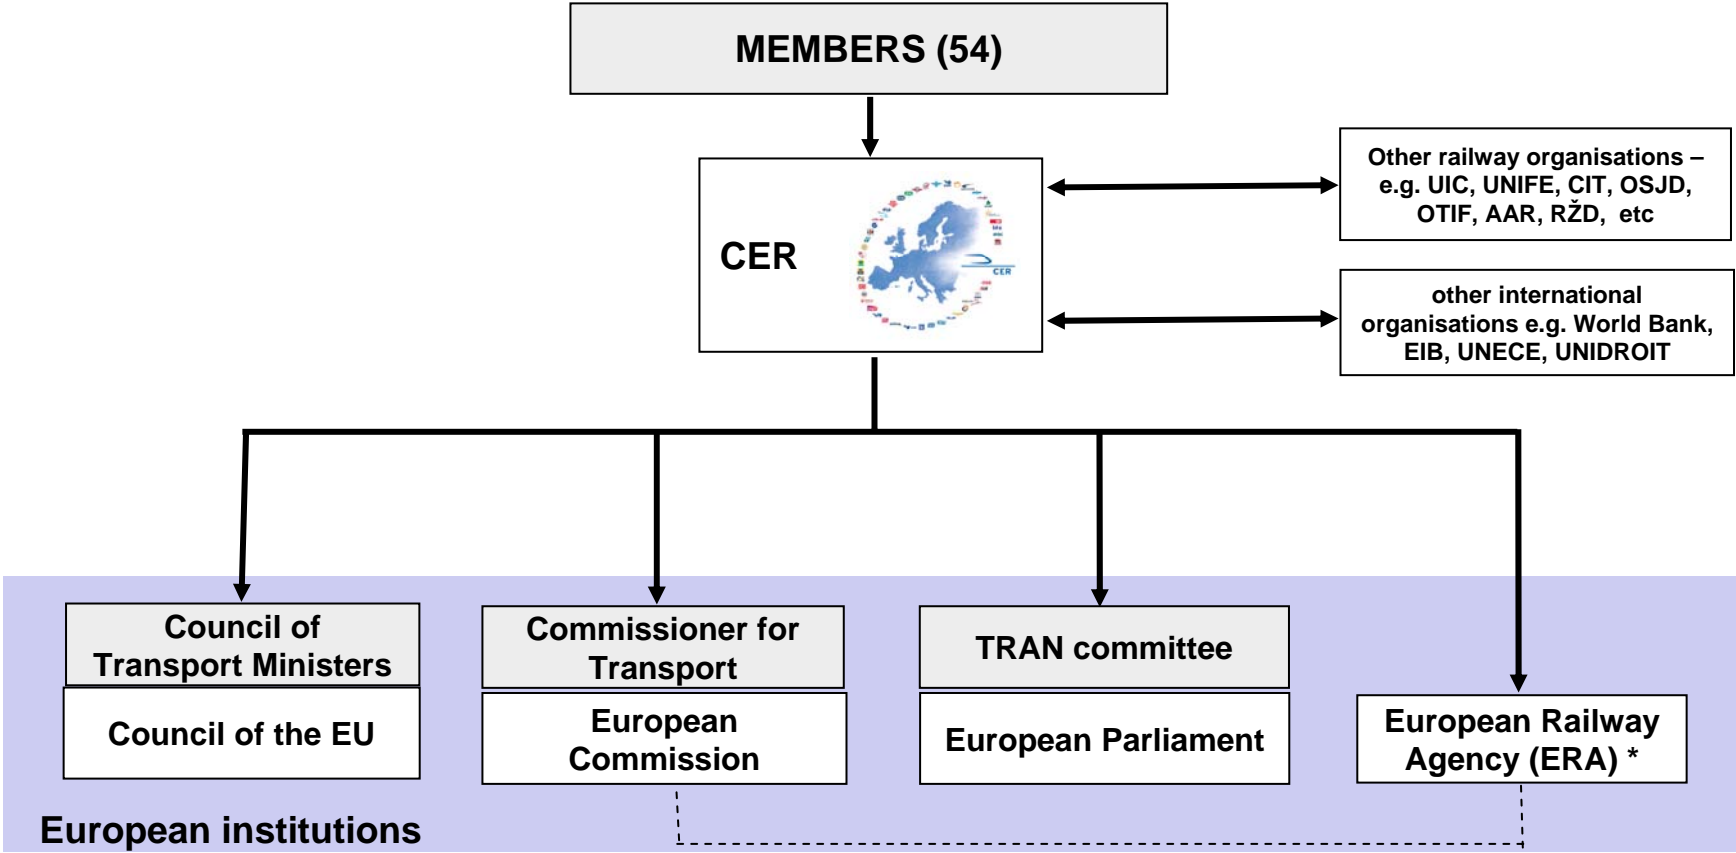 MEMBERS (54)
CER
CER
Other railway organisations –
e.g. UIC, UNIFE, CIT, OSJD,
OTIF, AAR, RŽD, etc
other international
organisations e.g. World Bank,
EIB, UNECE, UNIDROIT
Council of
Transport Ministers
Council of the EU
Commissioner for
Transport
European
Commission
TRAN committee
European Parliament
European Railway
Agency (ERA) *
European institutions